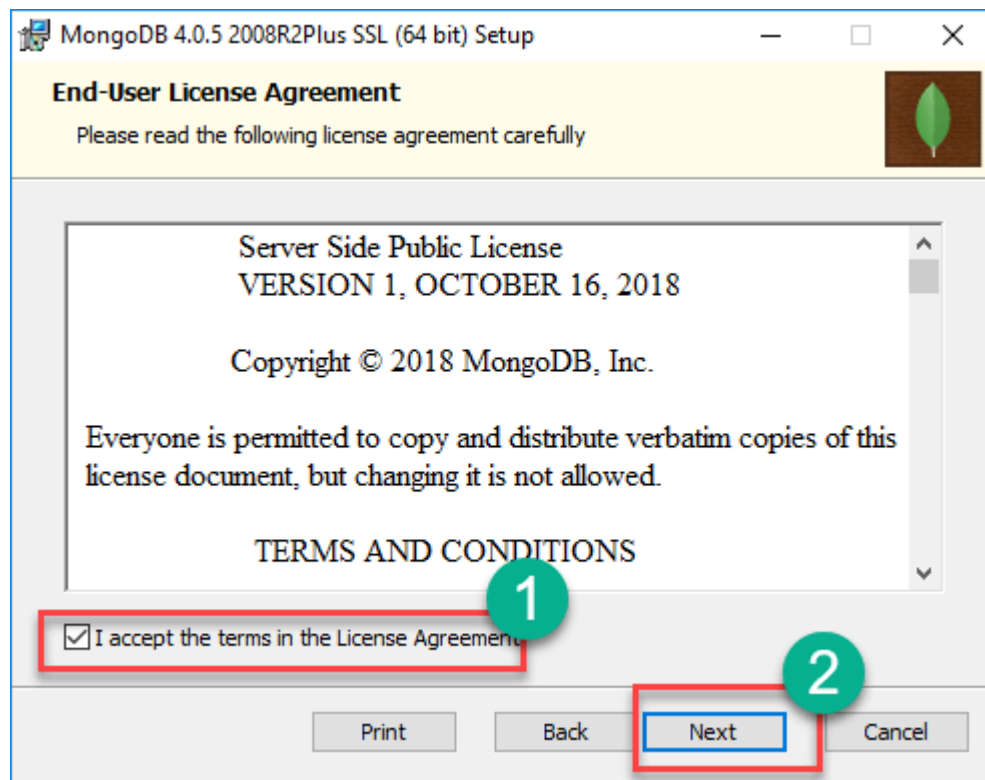 MongoDB 4.0.5 2008R2Plus SSL (64 bit) Setup
End-User License Agreement
Please read the following license agreement carefully
Server Side Public License
VERSION 1, OCTOBER 16, 2018
Copyright © 2018 MongoDB, Inc.
Everyone is permitted to copy and distribute verbatim copies of this
license document, but changing it is not allowed.
TERMS AND CONDITIONS
1
I accept the terms in the License Agreement
2
Print Back Next Cancel